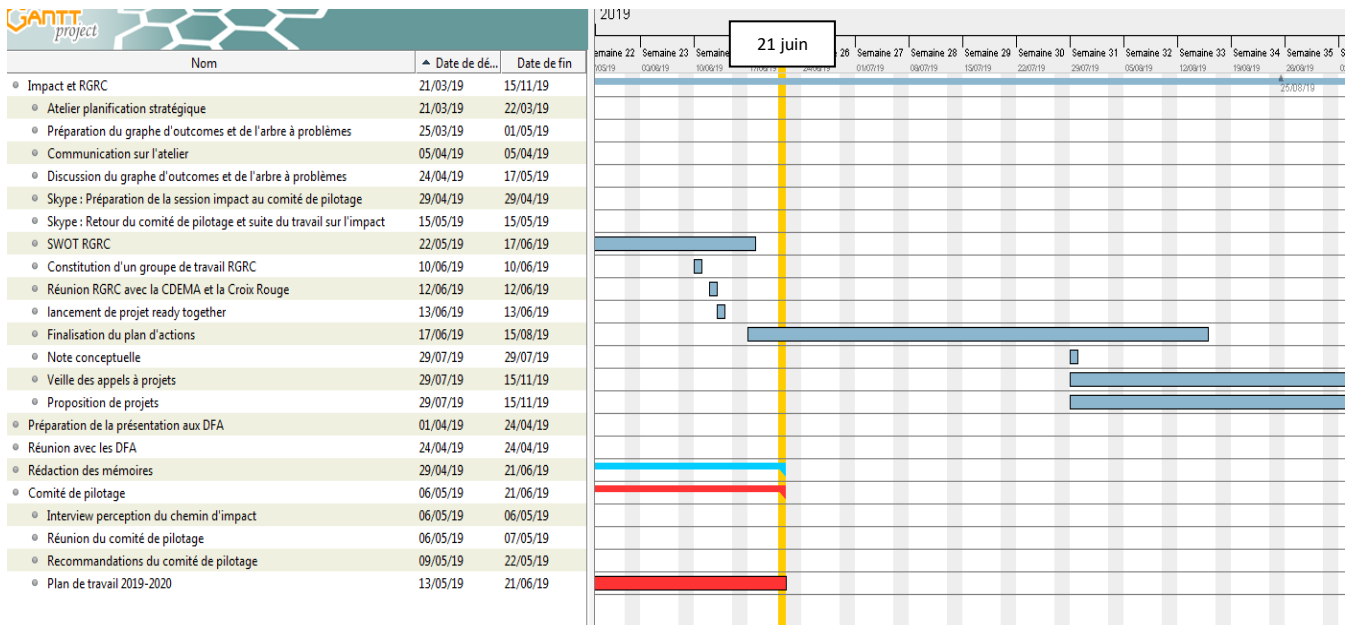 GANTT
project
2019
21 juin
emaine 22 Semaine 23 Semaine 26 Semaine 27 Semaine 28 Semaine 29 Semaine 30 Semaine 31 Semaine 32 Semaine 33 Semaine 34 Semaine 35 S
/05/19 03/06/19 10/06/19 17/06/19 24/06/19 01/07/19 08/07/19 15/07/19 22/07/19 29/07/19 05/08/19 12/08/19 19/08/19 26/08/19
Nom Date de dé... Date de fin
Impact et RGRC 21/03/19 15/11/19
25/08/19
Atelier planification stratégique 21/03/19 22/03/19
Préparation du graphe d'outcomes et de l'arbre à problèmes 25/03/19 01/05/19
Communication sur l'atelier 05/04/19 05/04/19
Discussion du graphe d'outcomes et de l'arbre à problèmes 24/04/19 17/05/19
Skype : Préparation de la session impact au comité de pilotage 29/04/19 29/04/19
Skype : Retour du comité de pilotage et suite du travail sur l'impact 15/05/19 15/05/19
SWOT RGRC 22/05/19 17/06/19
Constitution d'un groupe de travail RGRC 10/06/19 10/06/19
Réunion RGRC avec la CDEMA et la Croix Rouge 12/06/19 12/06/19
lancement de projet ready together 13/06/19 13/06/19
Finalisation du plan d'actions 17/06/19 15/08/19
Note conceptuelle 29/07/19 29/07/19
Veille des appels à projets 29/07/19 15/11/19
Proposition de projets 29/07/19 15/11/19
Préparation de la présentation aux DFA 01/04/19 24/04/19
Réunion avec les DFA 24/04/19 24/04/19
Rédaction des mémoires 29/04/19 21/06/19
Comité de pilotage 06/05/19 21/06/19
Interview perception du chemin d'impact 06/05/19 06/05/19
Réunion du comité de pilotage 06/05/19 07/05/19
Recommandations du comité de pilotage 09/05/19 22/05/19
Plan de travail 2019-2020 13/05/19 21/06/19